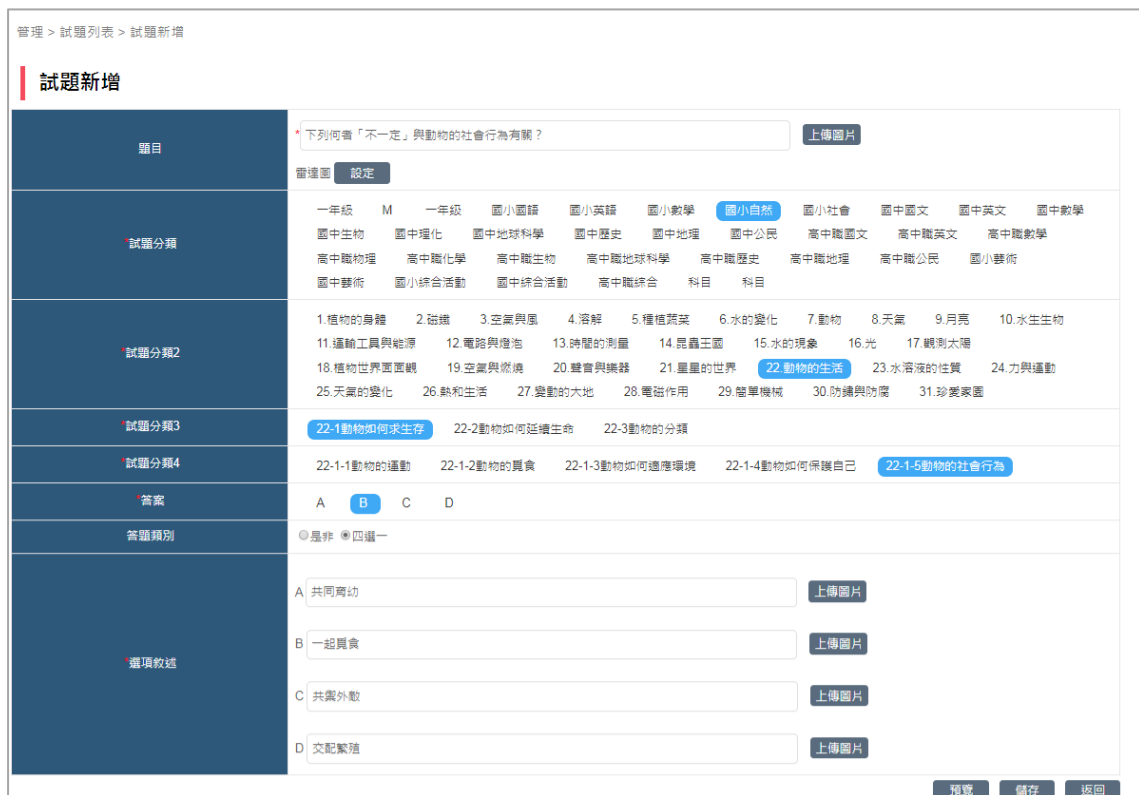 管理 > 試題列表 > 試題新增
試題新增
題目
*下列何者「不一定」與動物的社會行為有關？ 上傳圖片
雷達圖 設定
*試題分類
一年級 M 一年級 國小國語 國小英語 國小數學 國小自然 國小社會 國中國文 國中英文 國中數學
國中生物 國中理化 國中地球科學 國中歷史 國中地理 國中公民 高中職國文 高中職英文 高中職數學
高中職物理 高中職化學 高中職生物 高中職地球科學 高中職歷史 高中職地理 高中職公民 國小藝術
國中藝術 國小綜合活動 國中綜合活動 高中職綜合 科目 科目
*試題分類2
1.植物的身體 2.磁鐵 3.空氣與風 4.溶解 5.種植蔬菜 6.水的變化 7.動物 8.天氣 9.月亮 10.水生生物
11.運輸工具與能源 12.電路與燈泡 13.時間的測量 14.昆蟲王國 15.水的現象 16.光 17.觀測太陽
18.植物世界面面觀 19.空氣與燃燒 20.聲音與樂器 21.星星的世界 22.動物的生活 23.水溶液的性質 24.力與運動
25.天氣的變化 26.熱和生活 27.變動的大地 28.電磁作用 29.簡單機械 30.防鏽與防腐 31.珍愛家園
*試題分類3
22-1動物如何求生存 22-2動物如何延續生命 22-3動物的分類
*試題分類4
22-1-1動物的運動 22-1-2動物的覓食 22-1-3動物如何適應環境 22-1-4動物如何保護自己 22-1-5動物的社會行為
*答案
A B C D
答題類別
是非 四選一
*選項敘述
A 共同育幼 上傳圖片
B 一起覓食 上傳圖片
C 共禦外敵 上傳圖片
D 交配繁殖 上傳圖片
預覽 儲存 返回